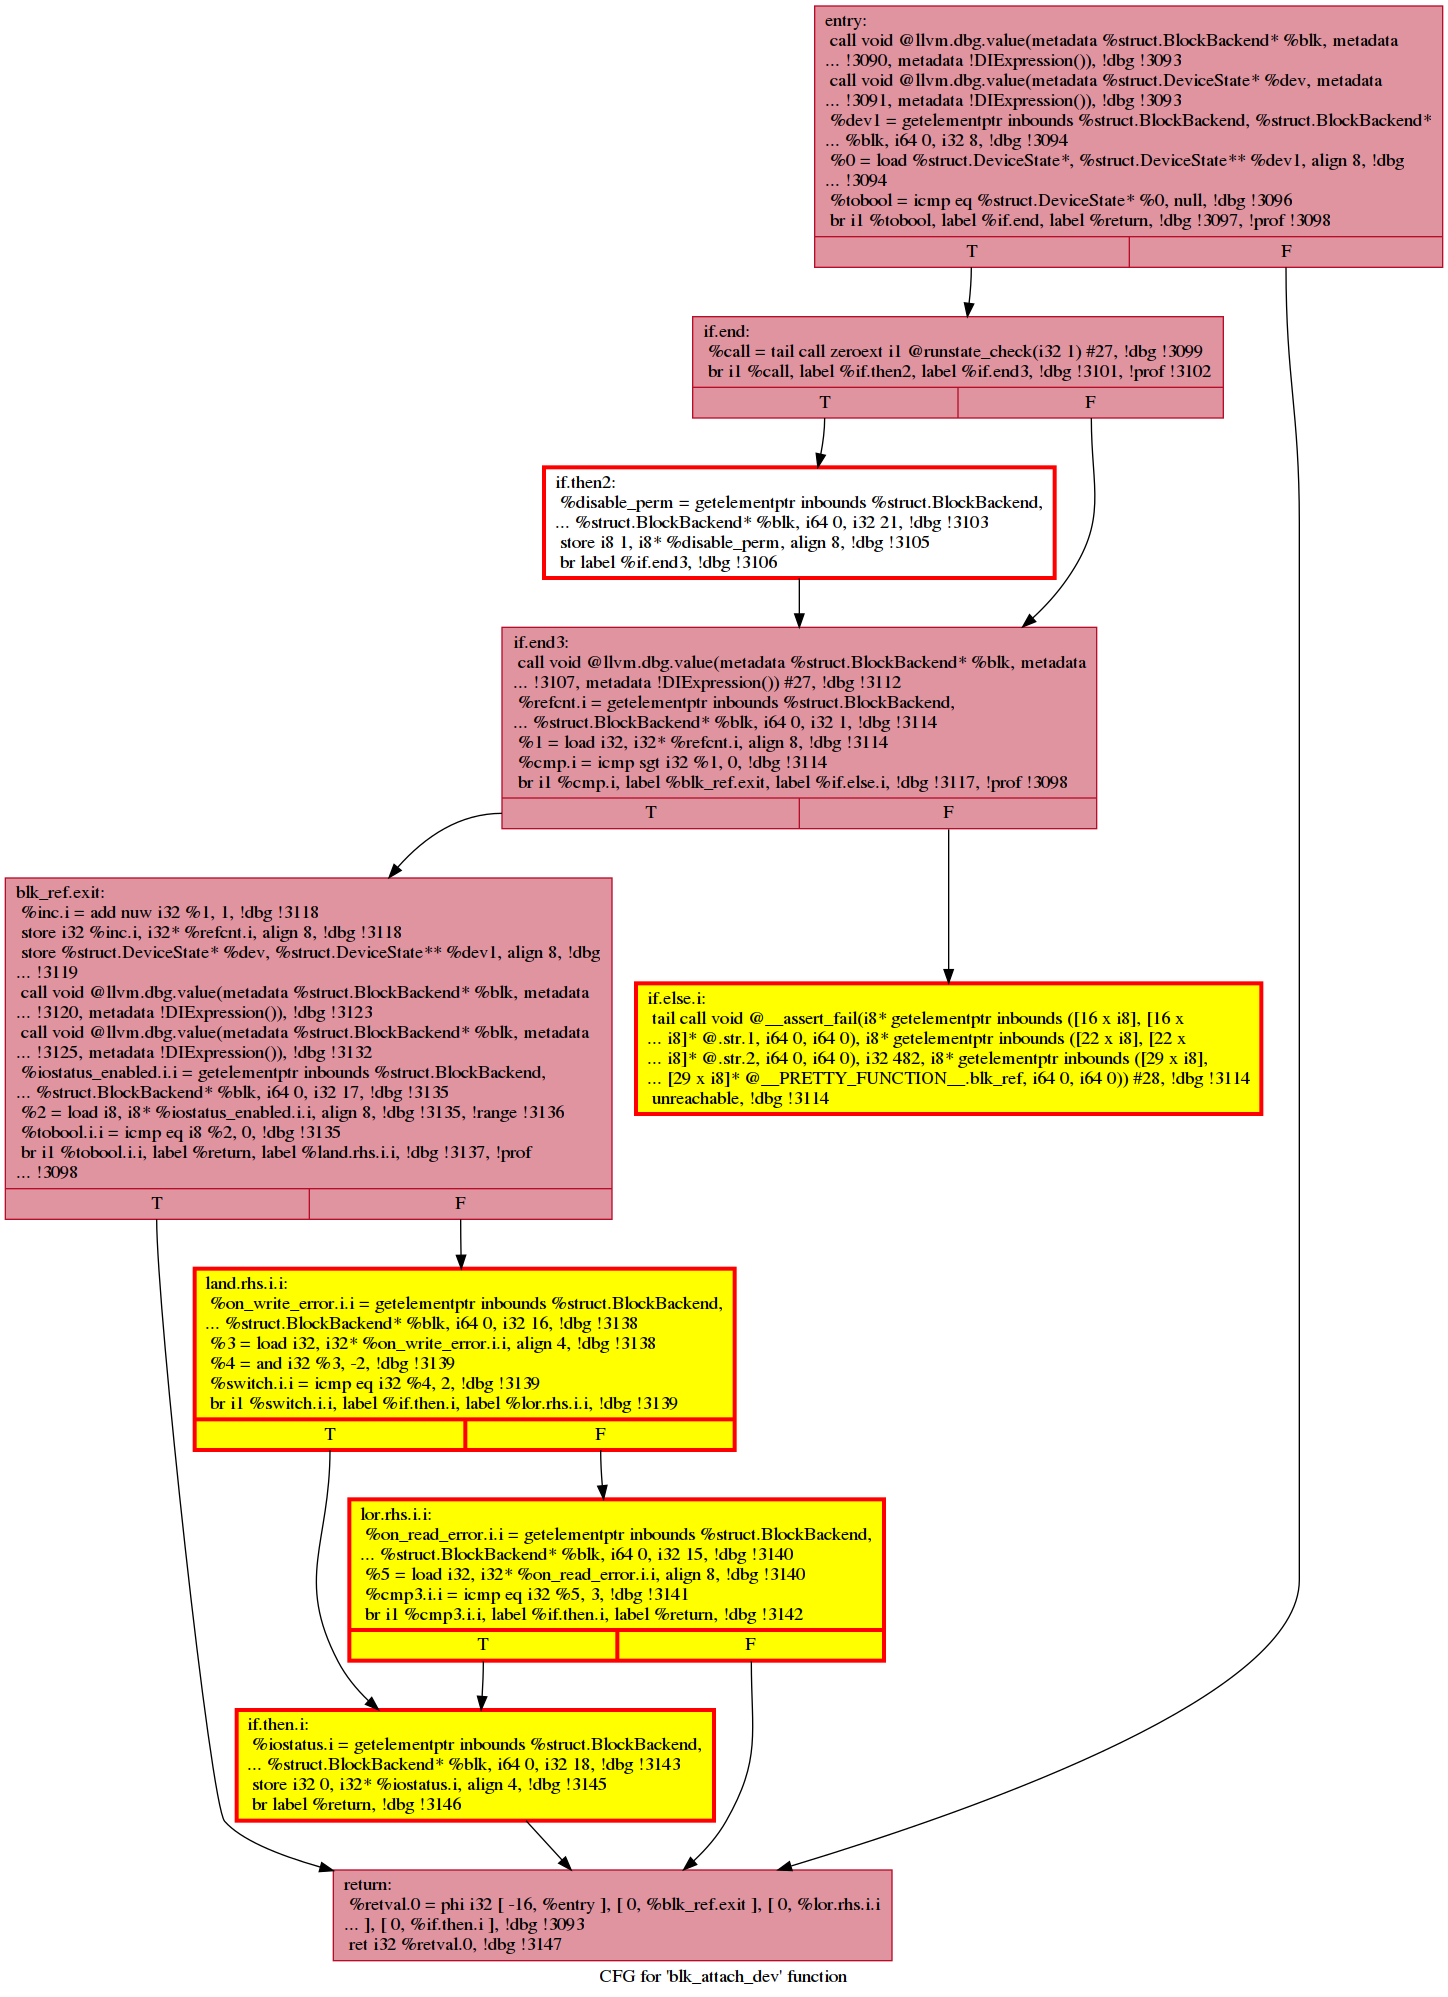 entry:
call void @llvm.dbg.value(metadata %struct.BlockBackend* %blk, metadata
... !3090, metadata !DIExpression()), !dbg !3093
call void @llvm.dbg.value(metadata %struct.DeviceState* %dev, metadata
... !3091, metadata !DIExpression()), !dbg !3093
%dev1 = getelementptr inbounds %struct.BlockBackend, %struct.BlockBackend*
... %blk, i64 0, i32 8, !dbg !3094
%0 = load %struct.DeviceState*, %struct.DeviceState** %dev1, align 8, !dbg
... !3094
%tobool = icmp eq %struct.DeviceState* %0, null, !dbg !3096
br i1 %tobool, label %if.end, label %return, !dbg !3097, !prof !3098
T F
if.end:
%call = tail call zeroext i1 @runstate_check(i32 1) #27, !dbg !3099
br i1 %call, label %if.then2, label %if.end3, !dbg !3101, !prof !3102
T F
if.then2:
%disable_perm = getelementptr inbounds %struct.BlockBackend,
... %struct.BlockBackend* %blk, i64 0, i32 21, !dbg !3103
store i8 1, i8* %disable_perm, align 8, !dbg !3105
br label %if.end3, !dbg !3106
if.end3:
call void @llvm.dbg.value(metadata %struct.BlockBackend* %blk, metadata
... !3107, metadata !DIExpression()) #27, !dbg !3112
%refcnt.i = getelementptr inbounds %struct.BlockBackend,
... %struct.BlockBackend* %blk, i64 0, i32 1, !dbg !3114
%1 = load i32, i32* %refcnt.i, align 8, !dbg !3114
%cmp.i = icmp sgt i32 %1, 0, !dbg !3114
br i1 %cmp.i, label %blk_ref.exit, label %if.else.i, !dbg !3117, !prof !3098
T F
blk_ref.exit:
%inc.i = add nuw i32 %1, 1, !dbg !3118
store i32 %inc.i, i32* %refcnt.i, align 8, !dbg !3118
store %struct.DeviceState* %dev, %struct.DeviceState** %dev1, align 8, !dbg
... !3119
call void @llvm.dbg.value(metadata %struct.BlockBackend* %blk, metadata
... !3120, metadata !DIExpression()), !dbg !3123
call void @llvm.dbg.value(metadata %struct.BlockBackend* %blk, metadata
... !3125, metadata !DIExpression()), !dbg !3132
%iostatus_enabled.i.i = getelementptr inbounds %struct.BlockBackend,
... %struct.BlockBackend* %blk, i64 0, i32 17, !dbg !3135
%2 = load i8, i8* %iostatus_enabled.i.i, align 8, !dbg !3135, !range !3136
%tobool.i.i = icmp eq i8 %2, 0, !dbg !3135
br i1 %tobool.i.i, label %return, label %land.rhs.i.i, !dbg !3137, !prof
... !3098
T F
if.else.i:
tail call void @__assert_fail(i8* getelementptr inbounds ([16 x i8], [16 x
... i8]* @.str.1, i64 0, i64 0), i8* getelementptr inbounds ([22 x i8], [22 x
... i8]* @.str.2, i64 0, i64 0), i32 482, i8* getelementptr inbounds ([29 x i8],
... [29 x i8]* @__PRETTY_FUNCTION__.blk_ref, i64 0, i64 0)) #28, !dbg !3114
unreachable, !dbg !3114
land.rhs.i.i:
%on_write_error.i.i = getelementptr inbounds %struct.BlockBackend,
... %struct.BlockBackend* %blk, i64 0, i32 16, !dbg !3138
%3 = load i32, i32* %on_write_error.i.i, align 4, !dbg !3138
%4 = and i32 %3, -2, !dbg !3139
%switch.i.i = icmp eq i32 %4, 2, !dbg !3139
br i1 %switch.i.i, label %if.then.i, label %lor.rhs.i.i, !dbg !3139
T F
lor.rhs.i.i:
%on_read_error.i.i = getelementptr inbounds %struct.BlockBackend,
... %struct.BlockBackend* %blk, i64 0, i32 15, !dbg !3140
%5 = load i32, i32* %on_read_error.i.i, align 8, !dbg !3140
%cmp3.i.i = icmp eq i32 %5, 3, !dbg !3141
br i1 %cmp3.i.i, label %if.then.i, label %return, !dbg !3142
T F
if.then.i:
%iostatus.i = getelementptr inbounds %struct.BlockBackend,
... %struct.BlockBackend* %blk, i64 0, i32 18, !dbg !3143
store i32 0, i32* %iostatus.i, align 4, !dbg !3145
br label %return, !dbg !3146
return:
%retval.0 = phi i32 [ -16, %entry ], [ 0, %blk_ref.exit ], [ 0, %lor.rhs.i.i
... ], [ 0, %if.then.i ], !dbg !3093
ret i32 %retval.0, !dbg !3147
CFG for 'blk_attach_dev' function